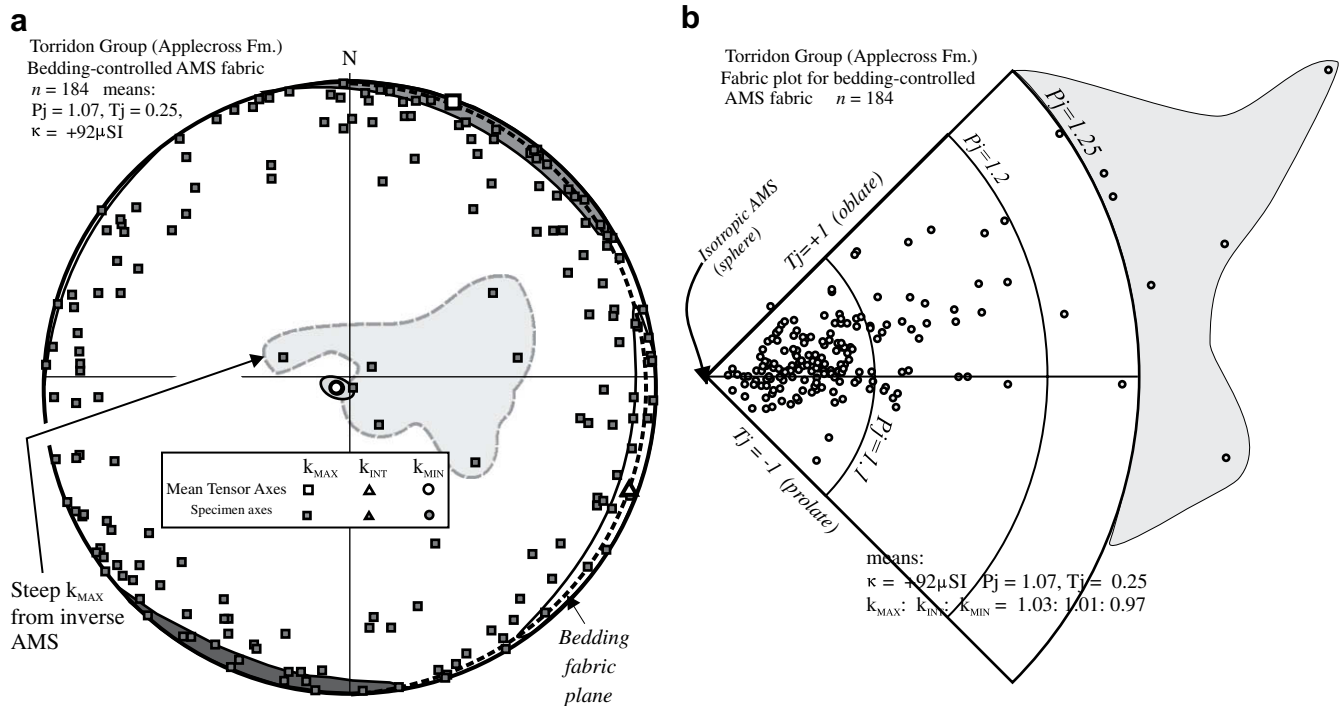 a
Torridon Group (Applecross Fm.)
Bedding-controlled AMS fabric
n = 184 means:
Pj = 1.07, Tj = 0.25,
κ = +92μSI
N
kMAX kINT kMIN
Mean Tensor Axes
Specimen axes
Steep kMAX
from inverse
AMS
Bedding
fabric
plane
b
Torridon Group (Applecross Fm.)
Fabric plot for bedding-controlled
AMS fabric n = 184
Isotropic AMS
(sphere)
Tj=+1 (oblate)
Pj=1.25
Pj=1.2
Pj=1.1
Tj = -1 (prolate)
means:
κ = +92μSI Pj = 1.07, Tj = 0.25
kMAX: kINT: kMIN = 1.03: 1.01: 0.97